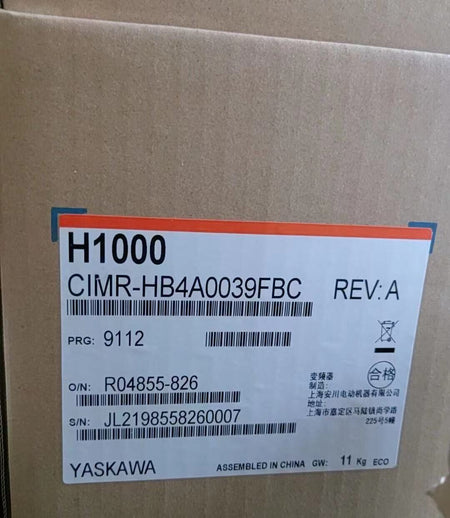 H1000
CIMR-HB4A0039FBC REV: A
PRG: 9112
O/N: R04855-826
S/N: JL2198558260007
合格
变频器
制造:
上海安川电动机器有限公司
地址:
上海市嘉定区马陆镇尚学路
225号5幢
YASKAWA ASSEMBLED IN CHINA GW: 11 Kg ECO